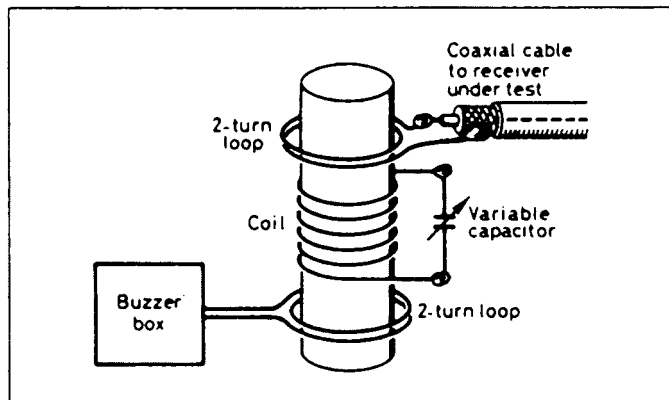 Coaxial cable
to receiver
under test
2-turn
loop
Coil
Variable
capacitor
Buzzer
box
2-turn loop